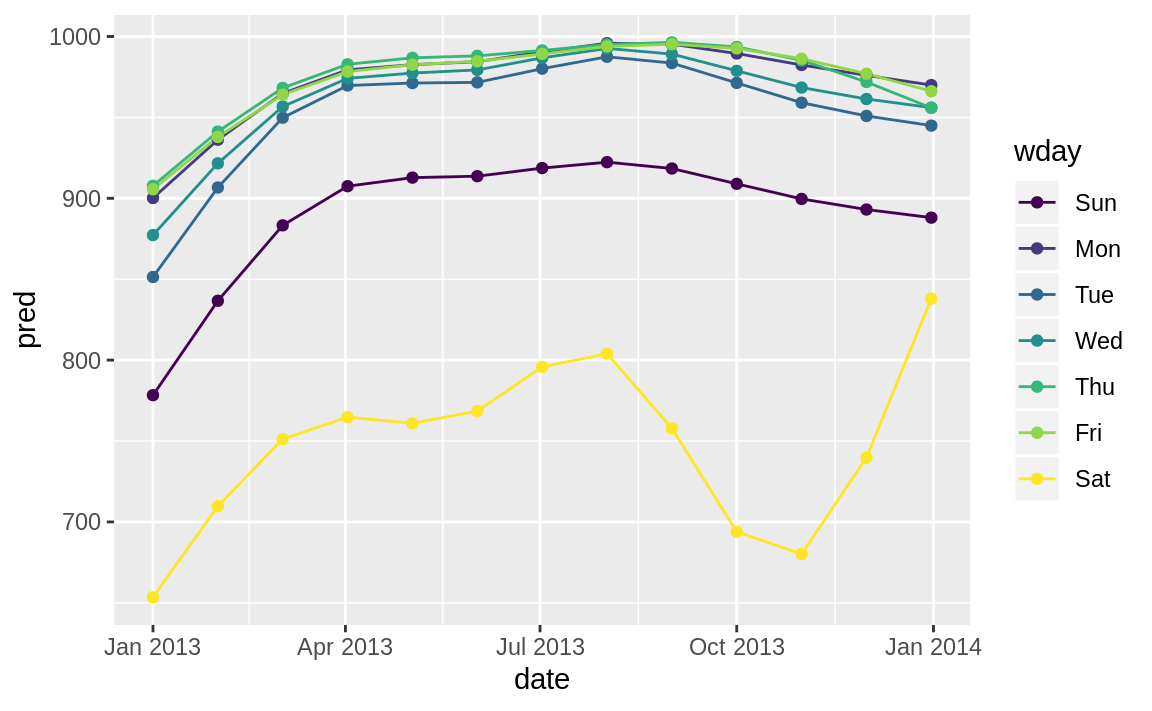 1000
900
800
700
pred
Jan 2013
Apr 2013
Jul 2013
Oct 2013
Jan 2014
date
wday
Sun
Mon
Tue
Wed
Thu
Fri
Sat